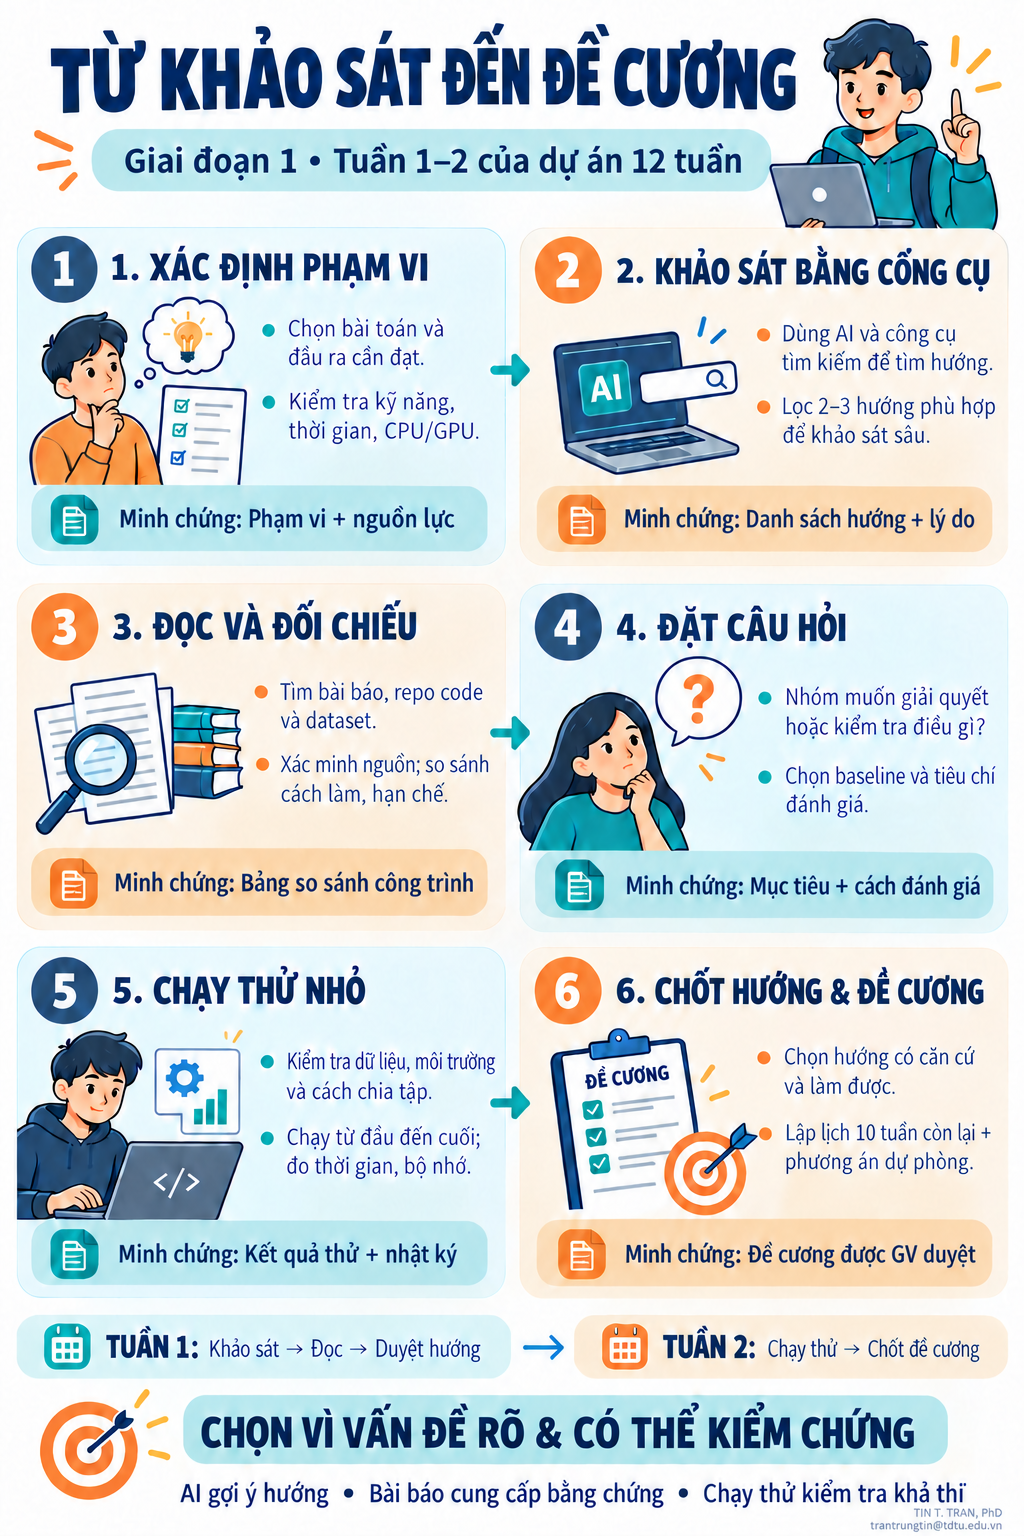 TỪ KHẢO SÁT ĐẾN ĐỀ CƯƠNG
Giai đoạn 1 • Tuần 1–2 của dự án 12 tuần
1
1. XÁC ĐỊNH PHẠM VI
Chọn bài toán và
đầu ra cần đạt.
Kiểm tra kỹ năng,
thời gian, CPU/GPU.
Minh chứng: Phạm vi + nguồn lực
2
2. KHẢO SÁT BẰNG CÔNG CỤ
AI
Dùng AI và công cụ
tìm kiếm để tìm hướng.
Lọc 2–3 hướng phù hợp
để khảo sát sâu.
Minh chứng: Danh sách hướng + lý do
3
3. ĐỌC VÀ ĐỐI CHIẾU
Tìm bài báo, repo code
và dataset.
Xác minh nguồn; so sánh
cách làm, hạn chế.
Minh chứng: Bảng so sánh công trình
4
4. ĐẶT CÂU HỎI
?
Nhóm muốn giải quyết
hoặc kiểm tra điều gì?
Chọn baseline và tiêu chí
đánh giá.
Minh chứng: Mục tiêu + cách đánh giá
5
5. CHẠY THỬ NHỎ
</>
Kiểm tra dữ liệu, môi trường
và cách chia tập.
Chạy từ đầu đến cuối;
đo thời gian, bộ nhớ.
Minh chứng: Kết quả thử + nhật ký
6
6. CHỐT HƯỚNG & ĐỀ CƯƠNG
ĐỀ CƯƠNG
Chọn hướng có căn cứ
và làm được.
Lập lịch 10 tuần còn lại +
phương án dự phòng.
Minh chứng: Đề cương được GV duyệt
TUẦN 1: Khảo sát → Đọc → Duyệt hướng
TUẦN 2: Chạy thử → Chốt đề cương
CHỌN VÌ VẤN ĐỀ RÕ & CÓ THỂ KIỂM CHỨNG
AI gợi ý hướng • Bài báo cung cấp bằng chứng • Chạy thử kiểm tra khả thi
TIN T. TRAN, PhD
trantrungtin@tdtu.edu.vn